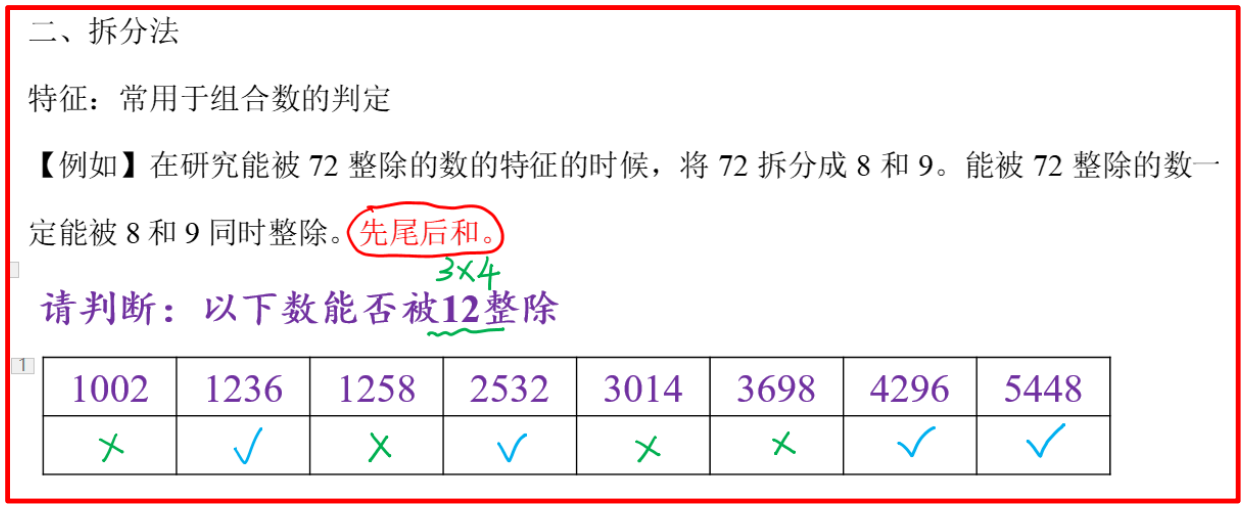 二、拆分法
特征：常用于组合数的判定
【例如】在研究能被 72 整除的数的特征的时候，将 72 拆分成 8 和 9。能被 72 整除的数一
定能被 8 和 9 同时整除。先尾后和。
3×4
请判断：以下数能否被12整除
1
1002 1236 1258 2532 3014 3698 4296 5448
× ✓ × ✓ × × ✓ ✓